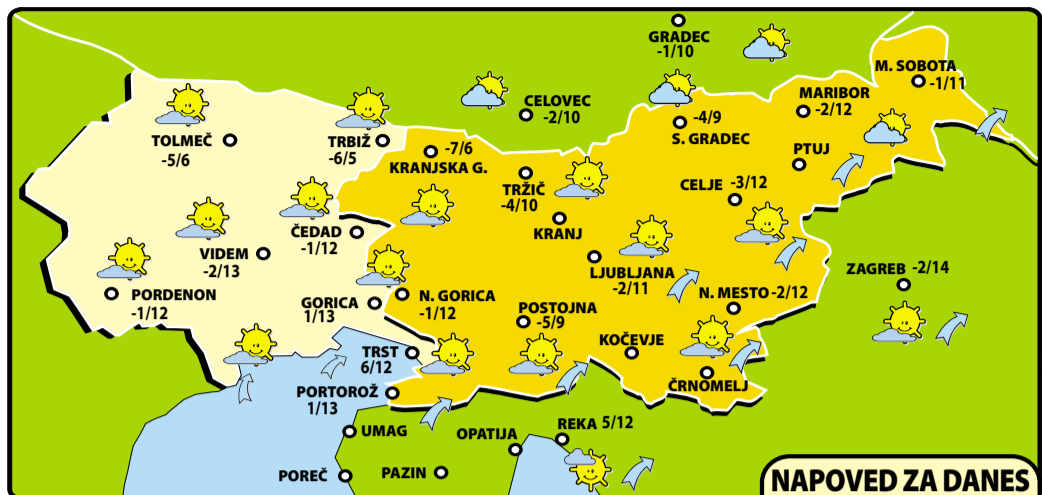 GRADEC
-1/10
M. SOBOTA
-1/11
CELOVEC
-2/10
MARIBOR
-2/12
-4/9
S. GRADEC
TOLMEČ
-5/6
TRBIŽ
-6/5
-7/6
KRANJSKA G.
PTUJ
TRŽIČ
-4/10
CELJE -3/12
KRANJ
ČEDAD
-1/12
VIDEM
-2/13
LJUBLJANA
-2/11
ZAGREB -2/14
PORDENON
-1/12
GORICA
1/13
N. GORICA
-1/12
N. MESTO -2/12
POSTOJNA
-5/9
KOČEVJE
TRST
6/12
ČRNOMELJ
PORTOROŽ
1/13
UMAG
OPATIJA
REKA 5/12
POREČ
PAZIN
NAPOVED ZA DANES